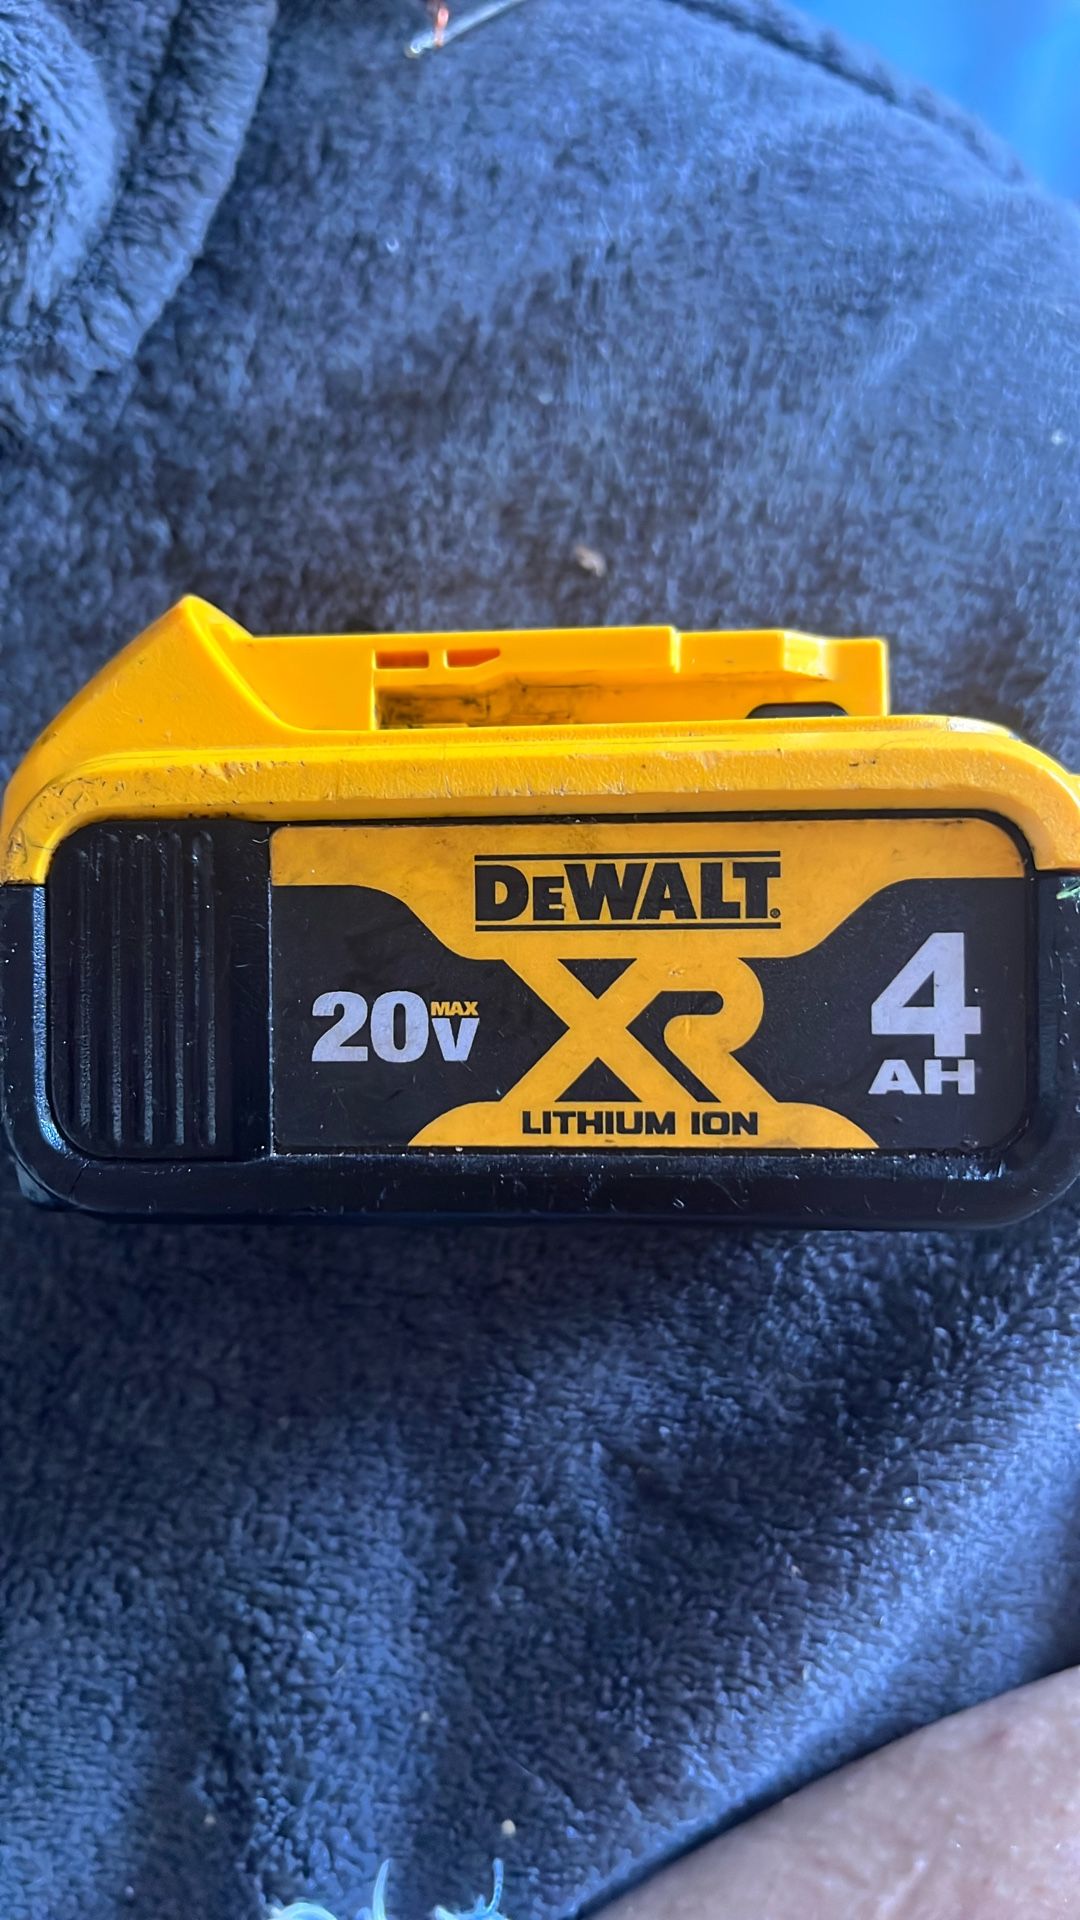 DEWALT®
20V MAX
XR
4
AH
LITHIUM ION